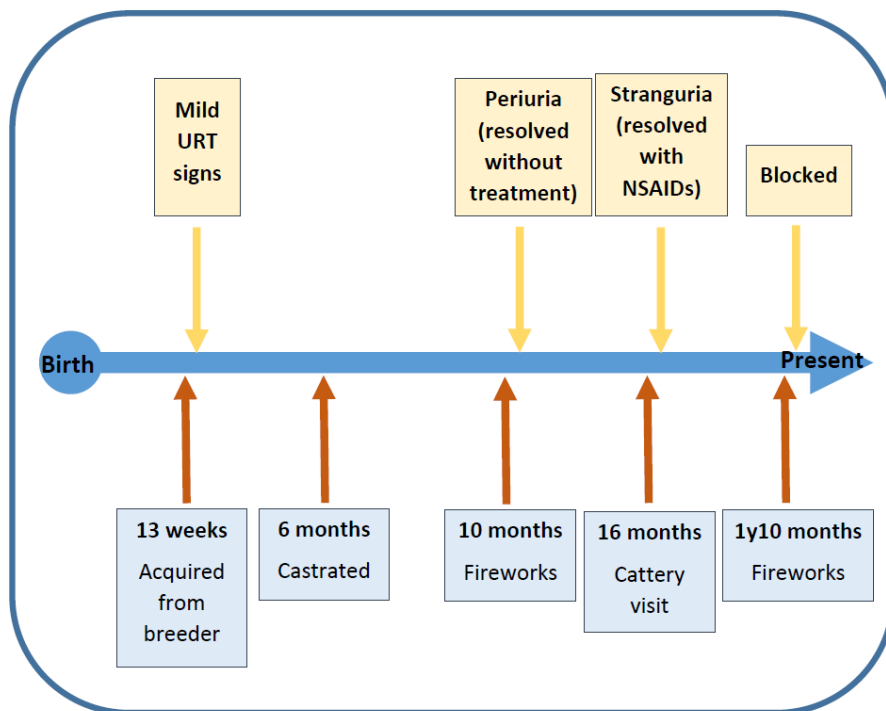 Mild
URT
signs
Periuria
(resolved
without
treatment)
Stranguria
(resolved
with
NSAIDs)
Blocked
Birth
Present
13 weeks
Acquired
from
breeder
6 months
Castrated
10 months
Fireworks
16 months
Cattery
visit
1y10 months
Fireworks